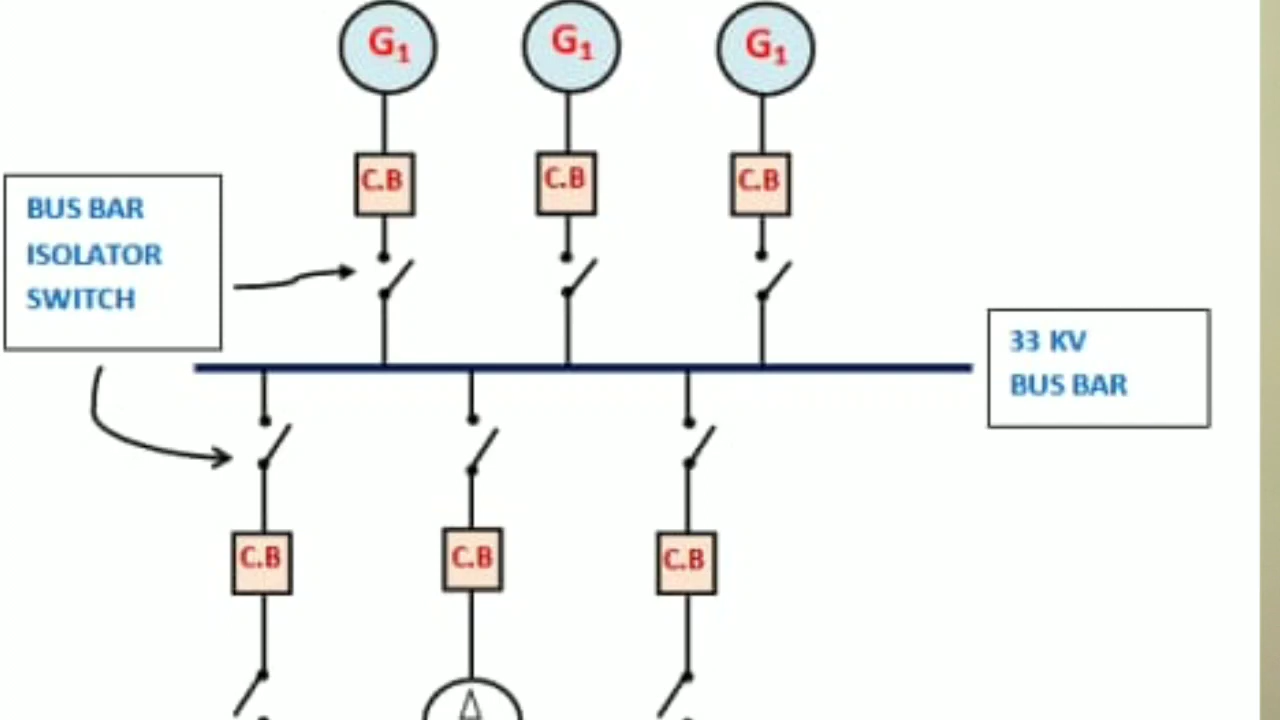 G1 G1 G1
C.B C.B C.B
BUS BAR
ISOLATOR
SWITCH
33 KV
BUS BAR
C.B C.B C.B